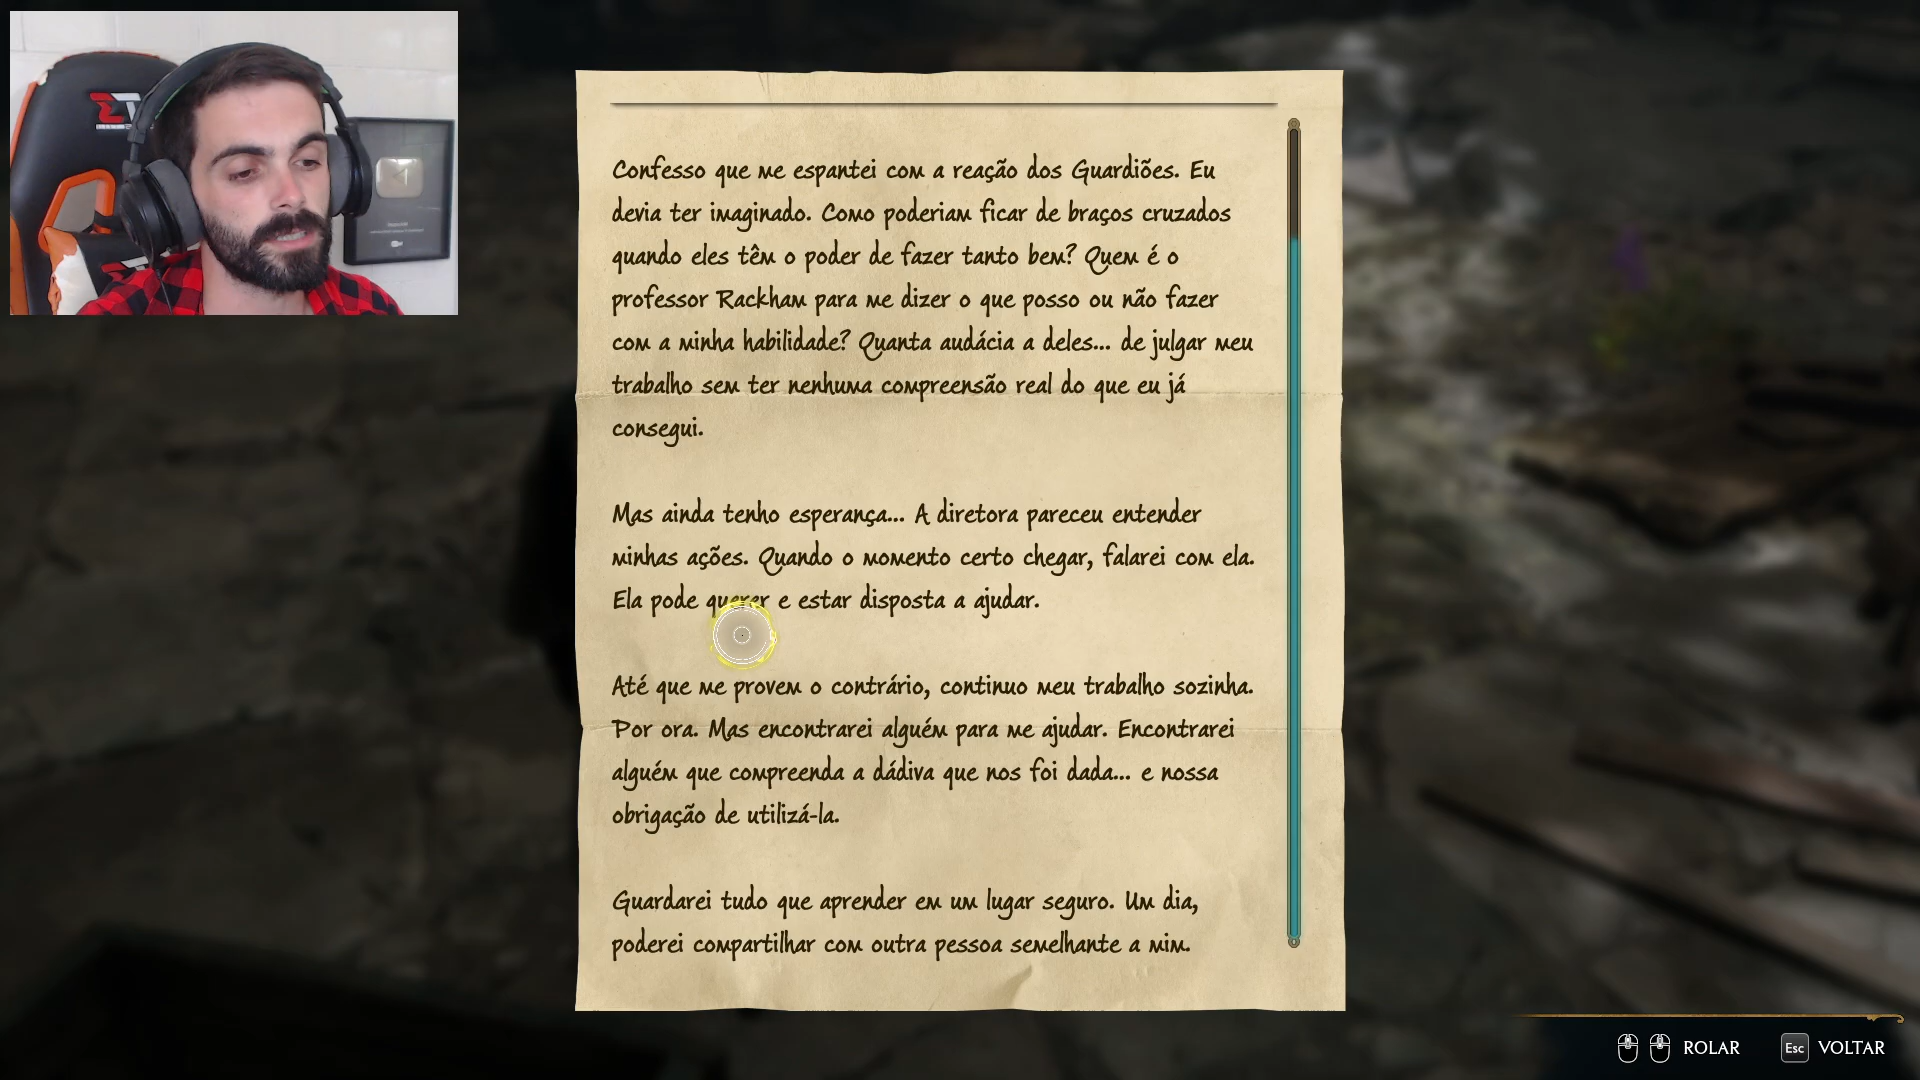 Confesso que me espantei com a reação dos Guardiões. Eu
devia ter imaginado. Como poderiam ficar de braços cruzados
quando eles têm o poder de fazer tanto bem? Quem é o
professor Rackham para me dizer o que posso ou não fazer
com a minha habilidade? Quanta audácia a deles... de julgar meu
trabalho sem ter nenhuma compreensão real do que eu já
consegui.
Mas ainda tenho esperança... A diretora pareceu entender
minhas ações. Quando o momento certo chegar, falarei com ela.
Ela pode querer e estar disposta a ajudar.
Até que me provem o contrário, continuo meu trabalho sozinha.
Por ora. Mas encontrarei alguém para me ajudar. Encontrarei
alguém que compreenda a dádiva que nos foi dada... e nossa
obrigação de utilizá-la.
Guardarei tudo que aprender em um lugar seguro. Um dia,
poderei compartilhar com outra pessoa semelhante a mim.
ROLAR
Esc VOLTAR